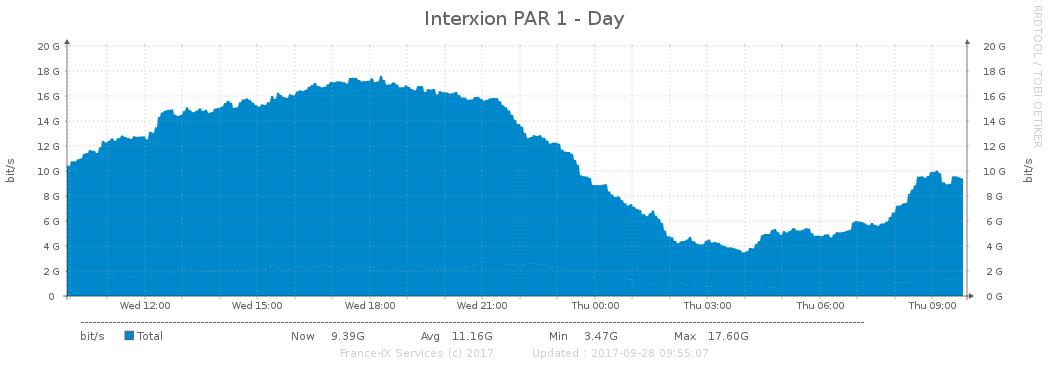 Interxion PAR 1 - Day
RRDTOOL / TOBI OETIKER
20 G 20 G
18 G 18 G
16 G 16 G
14 G 14 G
12 G 12 G
10 G 10 G
8 G 8 G
6 G 6 G
4 G 4 G
2 G 2 G
0 0 G
bit/s
bit/s
Wed 12:00 Wed 15:00 Wed 18:00 Wed 21:00 Thu 00:00 Thu 03:00 Thu 06:00 Thu 09:00
bit/s Total Now 9.39G Avg 11.16G Min 3.47G Max 17.60G
France-IX Services (c) 2017 Updated : 2017-09-28 09:55:07